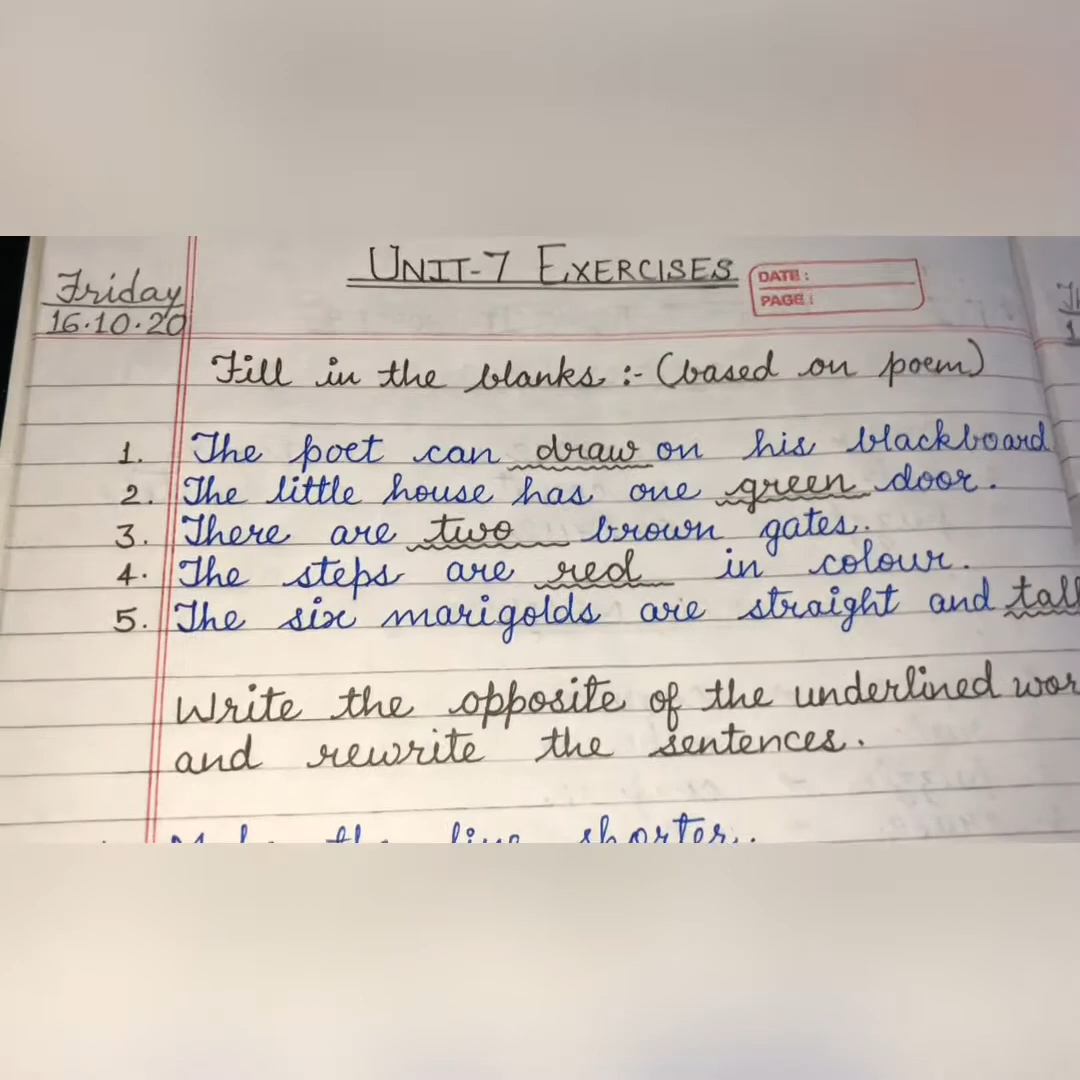 UNIT-7 EXERCISES
DATE:
PAGE:
Friday
16.10.20
Fill in the blanks :- (based on poem)
1. The poet can draw on his blackboard
2. The little house has one green door.
3. There are two brown gates.
4. The steps are red in colour.
5. The six marigolds are straight and tall
Write the opposite of the underlined wor
and rewrite the sentences.
the line shorter.